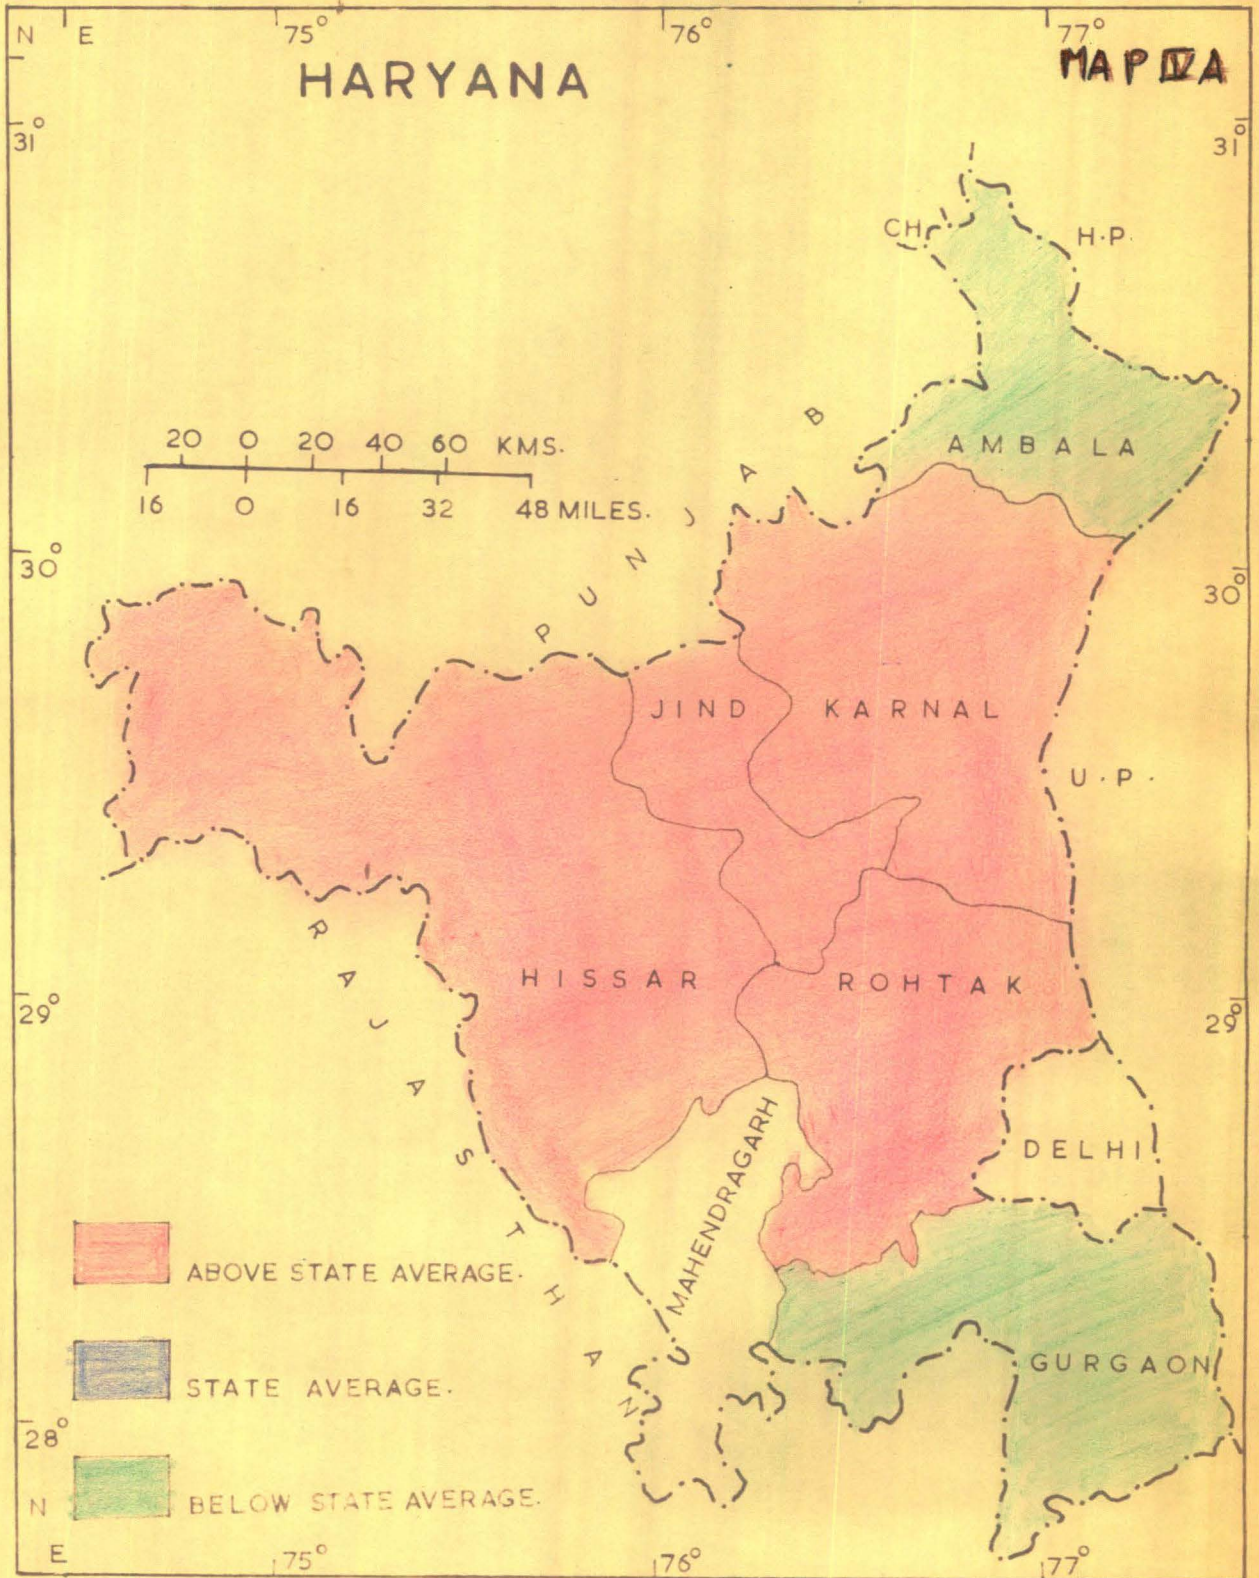 N E 75° 76° 77°
HARYANA
MAP IV A
31° 31°
CH. H.P.
AMBALA
20 0 20 40 60 KMS.
16 0 16 32 48 MILES.
PUNJAB
30° 30°
JIND KARNAL
U.P.
RAJASTHAN
HISSAR ROHTAK
29° 29°
MAHENDRAGARH
DELHI
ABOVE STATE AVERAGE.
GURGAON
STATE AVERAGE.
28°
BELOW STATE AVERAGE.
N
E 75° 76° 77°